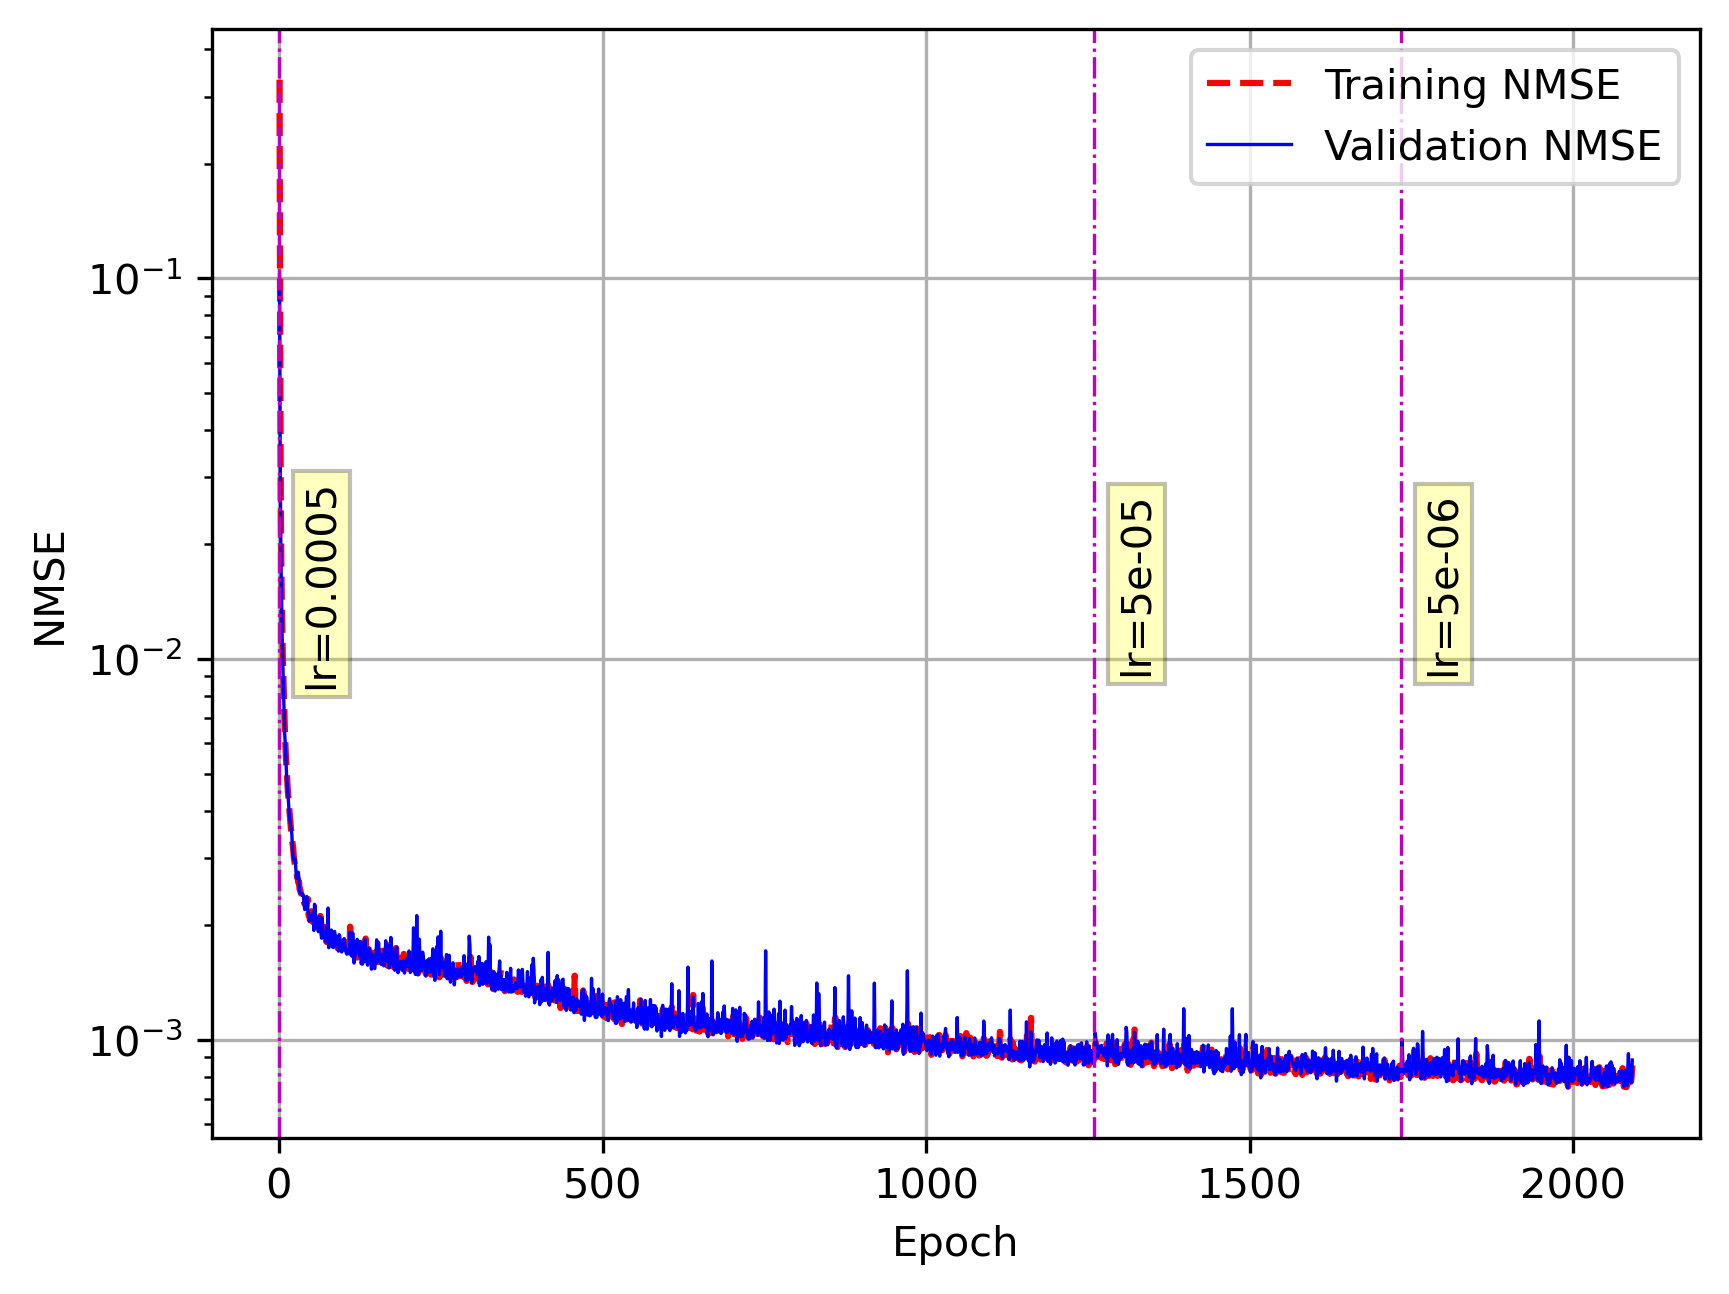 Training NMSE
Validation NMSE
NMSE
10⁻¹
10⁻²
10⁻³
lr=0.0005
lr=5e-05
lr=5e-06
0 500 1000 1500 2000
Epoch